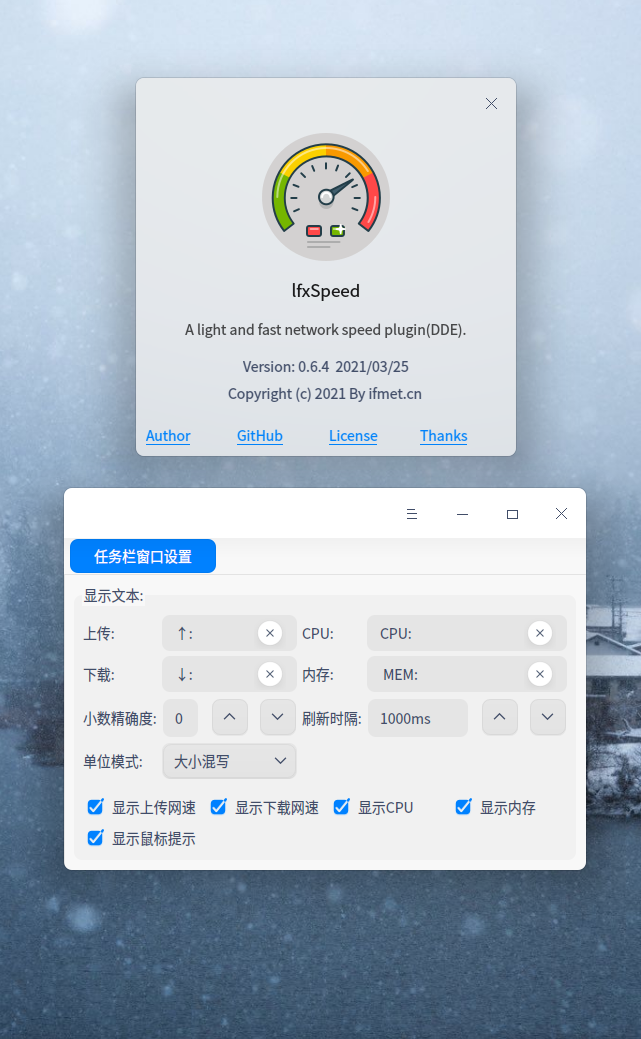 lfxSpeed
A light and fast network speed plugin(DDE).
Version: 0.6.4 2021/03/25
Copyright (c) 2021 By ifmet.cn
Author GitHub License Thanks
任务栏窗口设置
显示文本:
上传: ↑: CPU: CPU:
下载: ↓: 内存: MEM:
小数精确度: 0 刷新时隔: 1000ms
单位模式: 大小混写
显示上传网速 显示下载网速 显示CPU 显示内存
显示鼠标提示